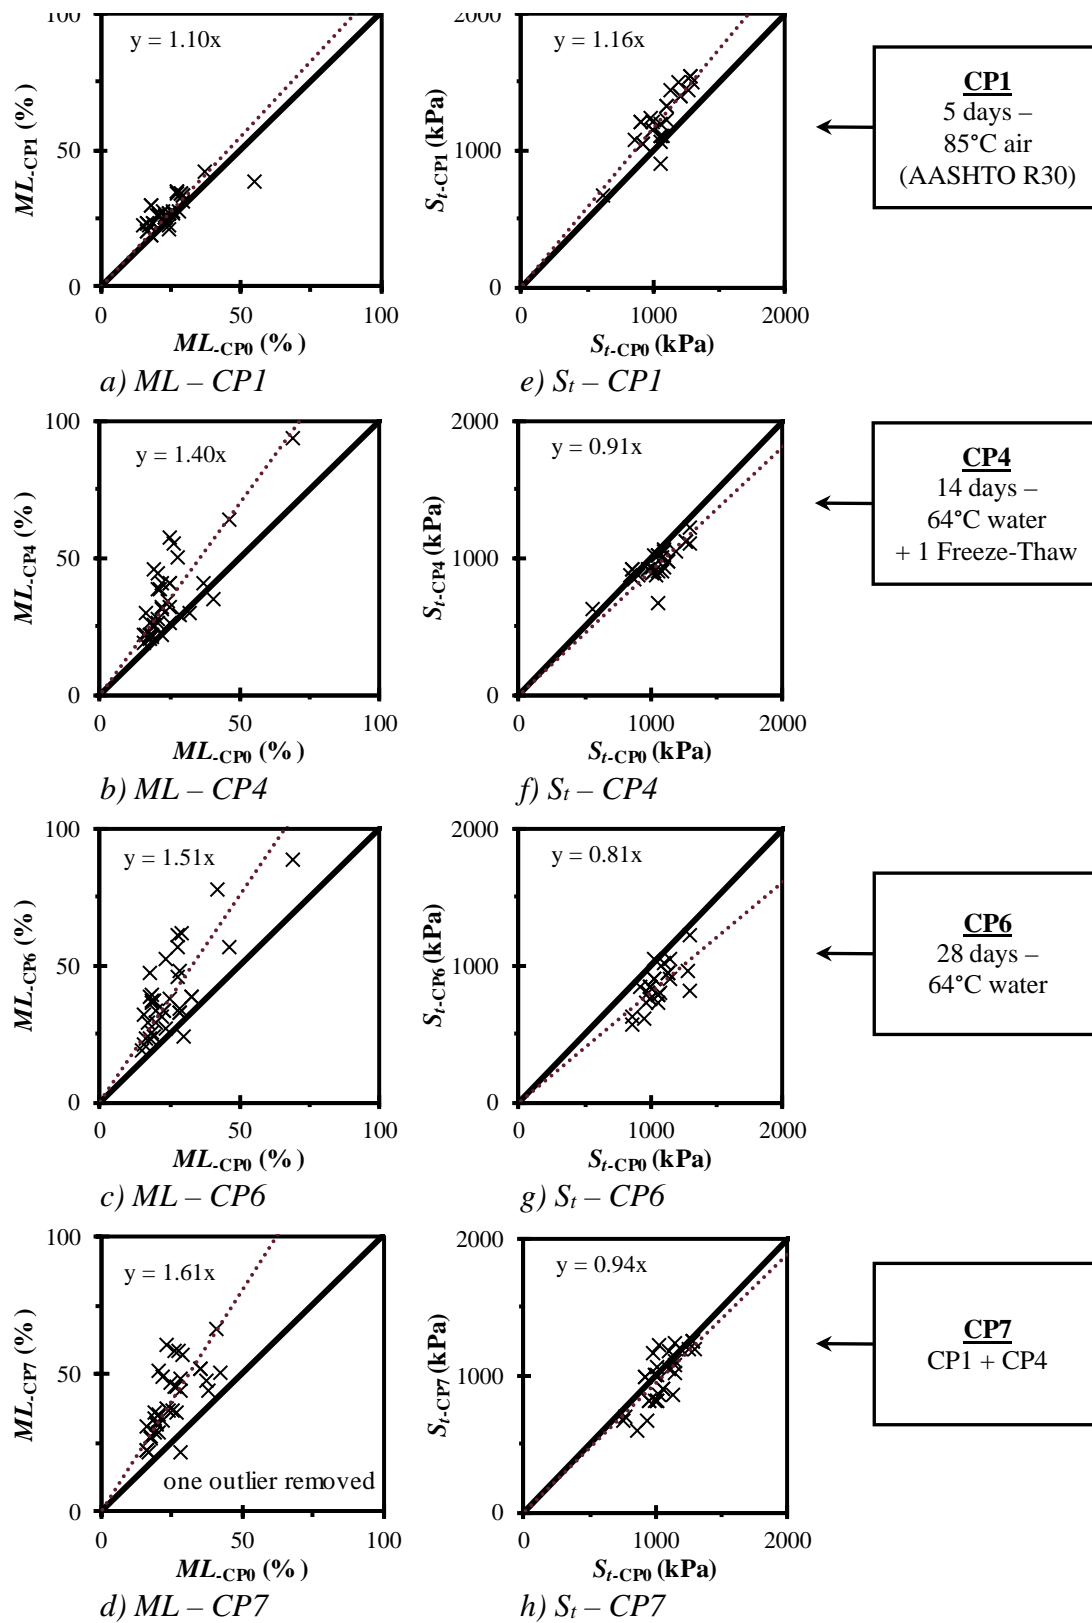 100
y = 1.10x
ML-CP1 (%)
50
0
0 50 100
ML-CP0 (%)
a) ML – CP1
2000
y = 1.16x
St-CP1 (kPa)
1000
0
0 1000 2000
St-CP0 (kPa)
e) St – CP1
CP1
5 days –
85°C air
(AASHTO R30)
100
y = 1.40x
ML-CP4 (%)
50
0
0 50 100
ML-CP0 (%)
b) ML – CP4
2000
y = 0.91x
St-CP4 (kPa)
1000
0
0 1000 2000
St-CP0 (kPa)
f) St – CP4
CP4
14 days –
64°C water
+ 1 Freeze-Thaw
100
y = 1.51x
ML-CP6 (%)
50
0
0 50 100
ML-CP0 (%)
c) ML – CP6
2000
y = 0.81x
St-CP6 (kPa)
1000
0
0 1000 2000
St-CP0 (kPa)
g) St – CP6
CP6
28 days –
64°C water
100
y = 1.61x
ML-CP7 (%)
50
one outlier removed
0
0 50 100
ML-CP0 (%)
d) ML – CP7
2000
y = 0.94x
St-CP7 (kPa)
1000
0
0 1000 2000
St-CP0 (kPa)
h) St – CP7
CP7
CP1 + CP4